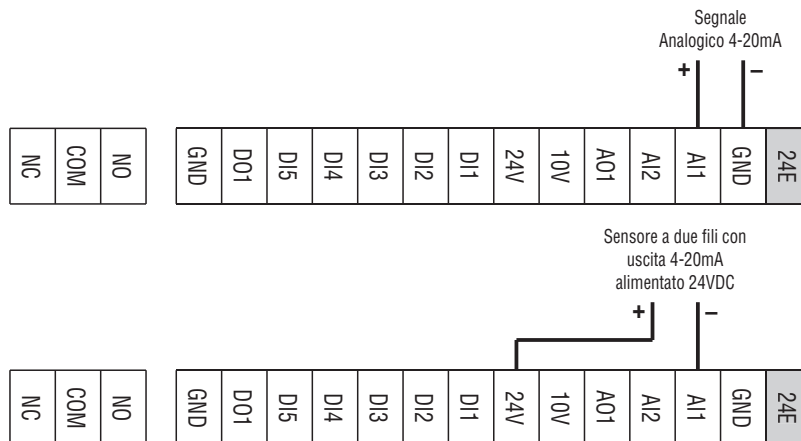 Segnale
Analogico 4-20mA
+ –
NC COM NO GND DO1 DI5 DI4 DI3 DI2 DI1 24V 10V AO1 AI2 AI1 GND 24E
Sensore a due fili con
uscita 4-20mA
alimentato 24VDC
+ –
NC COM NO GND DO1 DI5 DI4 DI3 DI2 DI1 24V 10V AO1 AI2 AI1 GND 24E